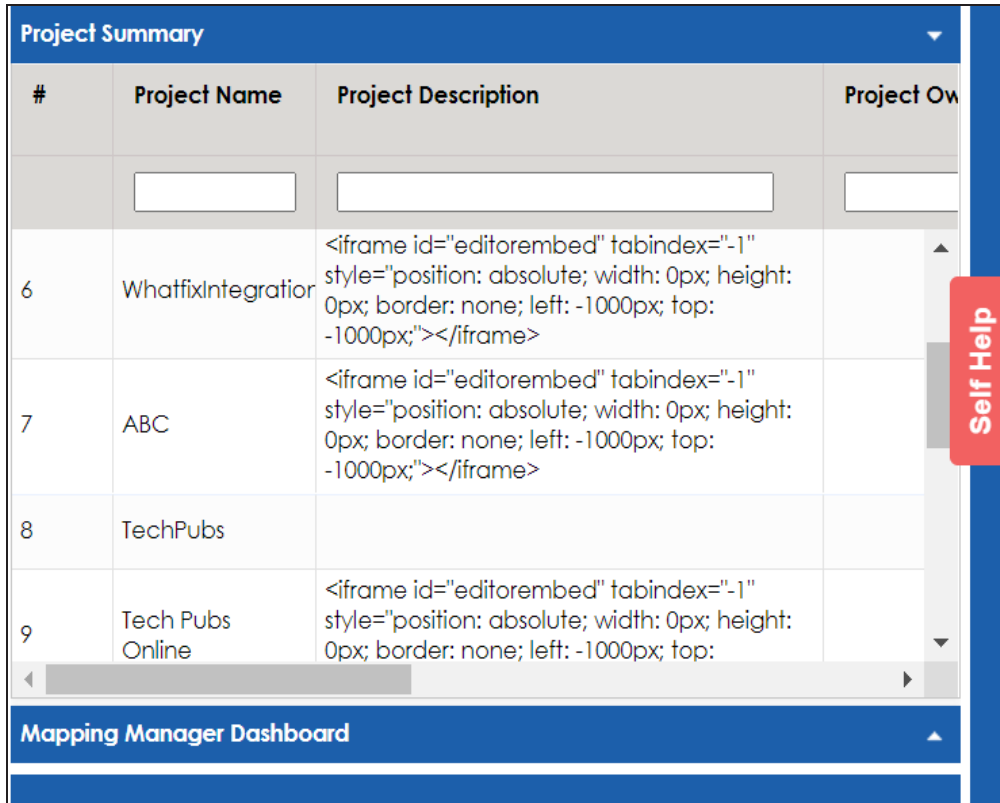 Project Summary
# Project Name Project Description Project Ow
6 WhatfixIntegration <iframe id="editorembed" tabindex="-1"
style="position: absolute; width: 0px; height:
0px; border: none; left: -1000px; top:
-1000px;"></iframe>
7 ABC <iframe id="editorembed" tabindex="-1"
style="position: absolute; width: 0px; height:
0px; border: none; left: -1000px; top:
-1000px;"></iframe>
8 TechPubs
9 Tech Pubs
Online
<iframe id="editorembed" tabindex="-1"
style="position: absolute; width: 0px; height:
0px; border: none; left: -1000px; top:
Mapping Manager Dashboard
Self Help